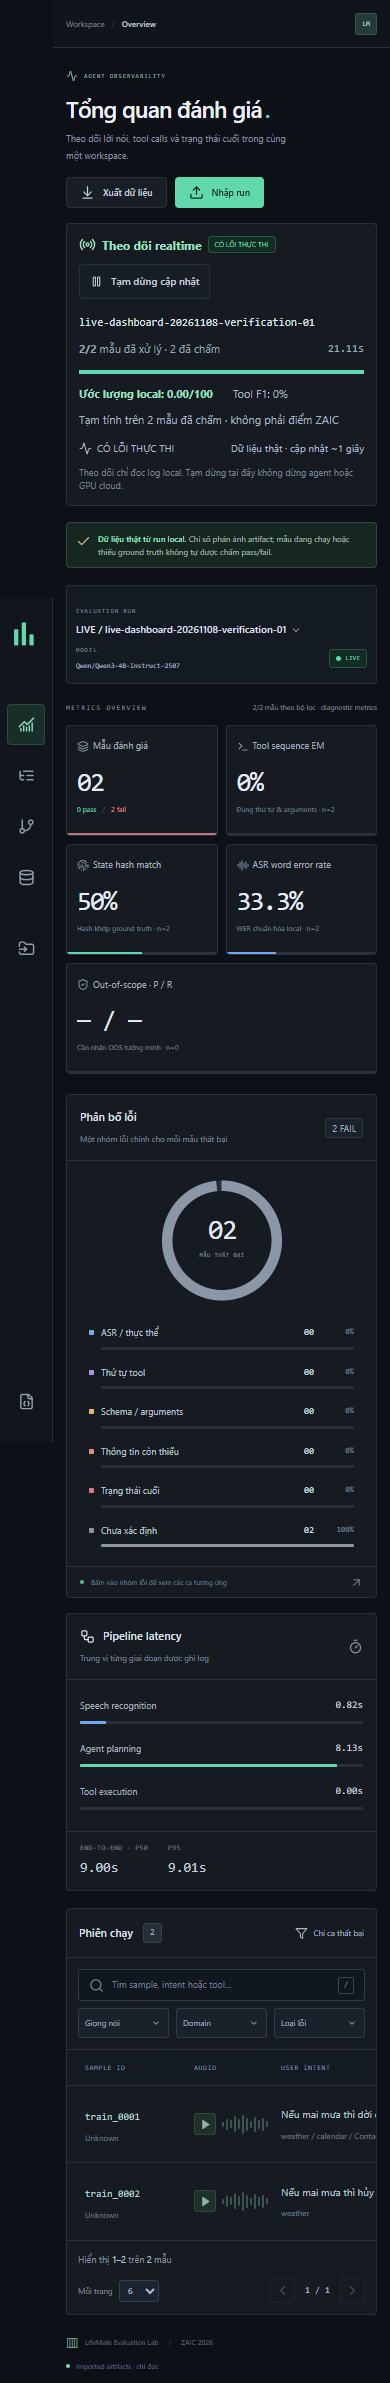 Workspace / Overview
LM
AGENT OBSERVABILITY
Tổng quan đánh giá.
Theo dõi lời nói, tool calls và trạng thái cuối trong cùng
một workspace.
Xuất dữ liệu
Nhập run
Theo dõi realtime
CÓ LỖI THỰC THI
Tạm dừng cập nhật
live-dashboard-20261108-verification-01
2/2 mẫu đã xử lý · 2 đã chấm
21.11s
Ước lượng local: 0.00/100
Tool F1: 0%
Tạm tính trên 2 mẫu đã chấm · không phải điểm ZAIC
CÓ LỖI THỰC THI
Dữ liệu thật · cập nhật ~1 giây
Theo dõi chỉ đọc log local. Tạm dừng tại đây không dừng agent hoặc
GPU cloud.
Dữ liệu thật từ run local. Chỉ số phản ánh artifact; mẫu đang chạy hoặc
thiếu ground truth không tự được chấm pass/fail.
EVALUATION RUN
LIVE / live-dashboard-20261108-verification-01
MODEL
Qwen/Qwen3-4B-Instruct-2507
LIVE
METRICS OVERVIEW
2/2 mẫu theo bộ lọc · diagnostic metrics
Mẫu đánh giá
02
0 pass / 2 fail
Tool sequence EM
0%
Đúng thứ tự & arguments · n=2
State hash match
50%
Hash khớp ground truth · n=2
ASR word error rate
33.3%
WER chuẩn hóa local · n=2
Out-of-scope · P / R
— / —
Cần nhãn OOS tường minh · n=0
Phân bố lỗi
Một nhóm lỗi chính cho mỗi mẫu thất bại
2 FAIL
02
MẪU THẤT BẠI
ASR / thực thể 00 0%
Thứ tự tool 00 0%
Schema / arguments 00 0%
Thông tin còn thiếu 00 0%
Trạng thái cuối 00 0%
Chưa xác định 02 100%
Bấm vào nhóm lỗi để xem các ca tương ứng
Pipeline latency
Trung vị từng giai đoạn được ghi log
Speech recognition 0.82s
Agent planning 8.13s
Tool execution 0.00s
END-TO-END · P50 P95
9.00s 9.01s
Phiên chạy 2
Chỉ ca thất bại
Tìm sample, intent hoặc tool...
/
Giọng nói
Domain
Loại lỗi
SAMPLE ID AUDIO USER INTENT
train_0001
Unknown
Nếu mai mưa thì dời
weather / calendar / Conta
train_0002
Unknown
Nếu mai mưa thì hủy
weather
Hiển thị 1–2 trên 2 mẫu
Mỗi trang 6
1 / 1
LifeMate Evaluation Lab / ZAIC 2026
Imported artifacts · chỉ đọc